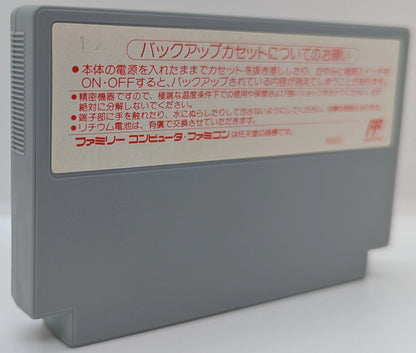 12
バックアップカセットについてのお願い
●本体の電源を入れたままでカセットを抜き差ししたり、むやみに電源スイッチを
ON・OFFすると、バックアップされている内容が消えてしまうことがあります。
●精密機器ですので、極端な温度条件下での使用や保管および強いショックをさけてください。また
絶対に分解しないでください。
●端子部に手を触れたり、水にぬらしたりして汚さないようにしてください。
●リチウム電池は、有償で交換させていただきます。
ファミリーコンピュータ・ファミコンは任天堂の商標です。